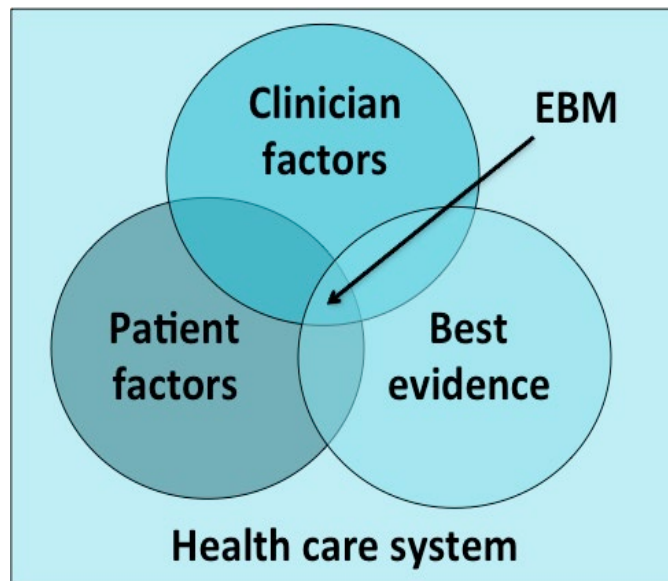 Clinician
factors
EBM
Patient
factors
Best
evidence
Health care system